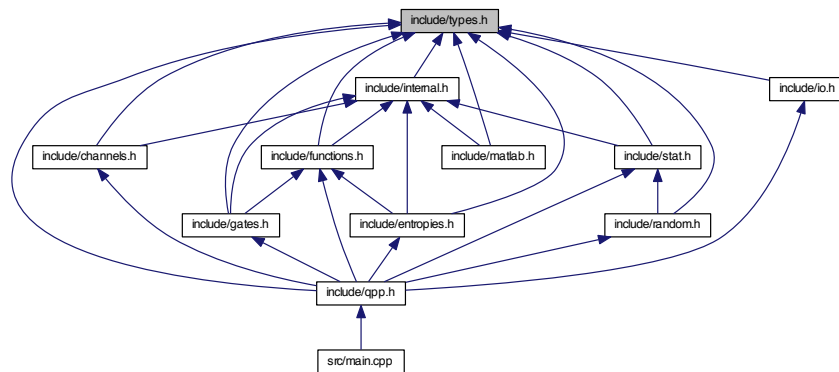 include/types.h
include/internal.h
include/io.h
include/channels.h
include/functions.h
include/matlab.h
include/stat.h
include/gates.h
include/entropies.h
include/random.h
include/qpp.h
src/main.cpp